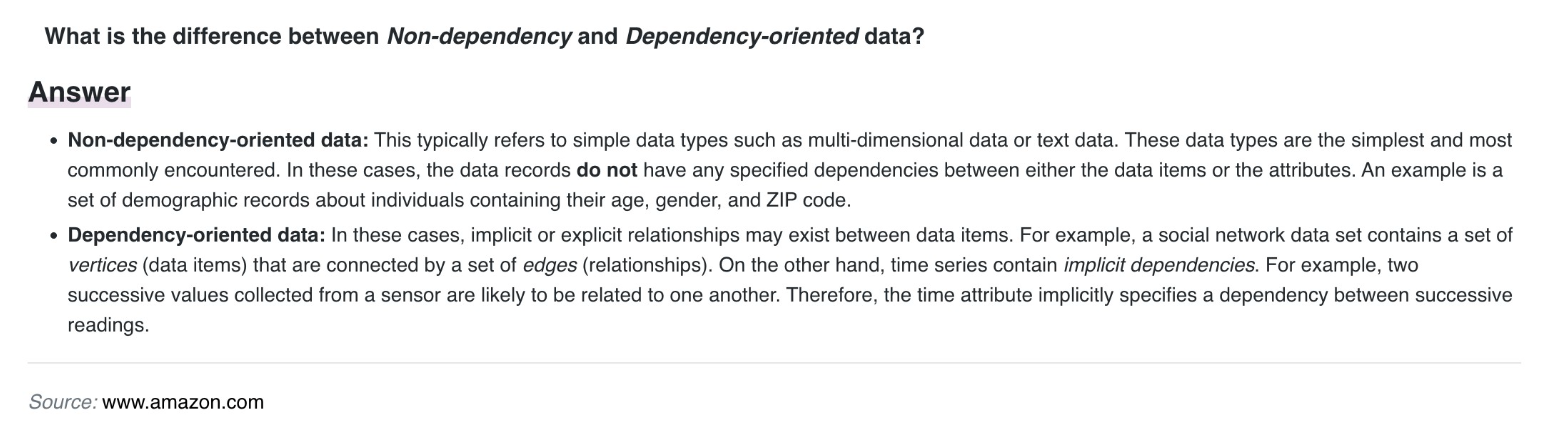 What is the difference between Non-dependency and Dependency-oriented data?
Answer
• Non-dependency-oriented data: This typically refers to simple data types such as multi-dimensional data or text data. These data types are the simplest and most
commonly encountered. In these cases, the data records do not have any specified dependencies between either the data items or the attributes. An example is a
set of demographic records about individuals containing their age, gender, and ZIP code.
• Dependency-oriented data: In these cases, implicit or explicit relationships may exist between data items. For example, a social network data set contains a set of
vertices (data items) that are connected by a set of edges (relationships). On the other hand, time series contain implicit dependencies. For example, two
successive values collected from a sensor are likely to be related to one another. Therefore, the time attribute implicitly specifies a dependency between successive
readings.
Source: www.amazon.com